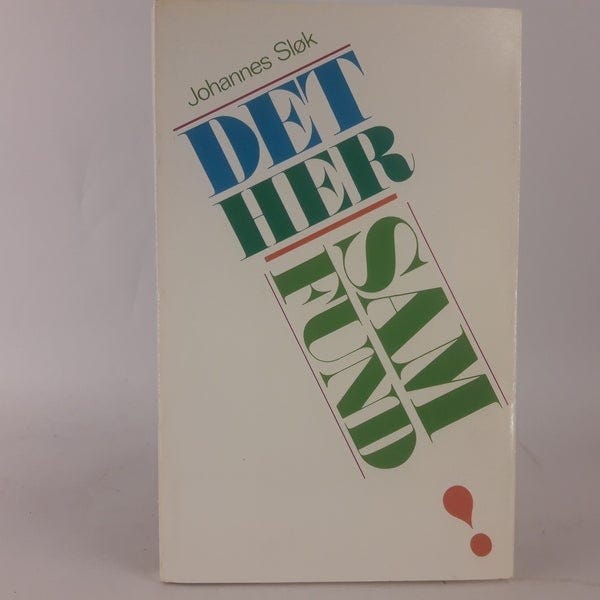 Johannes Sløk
DET
HER
SAM
FUND
!